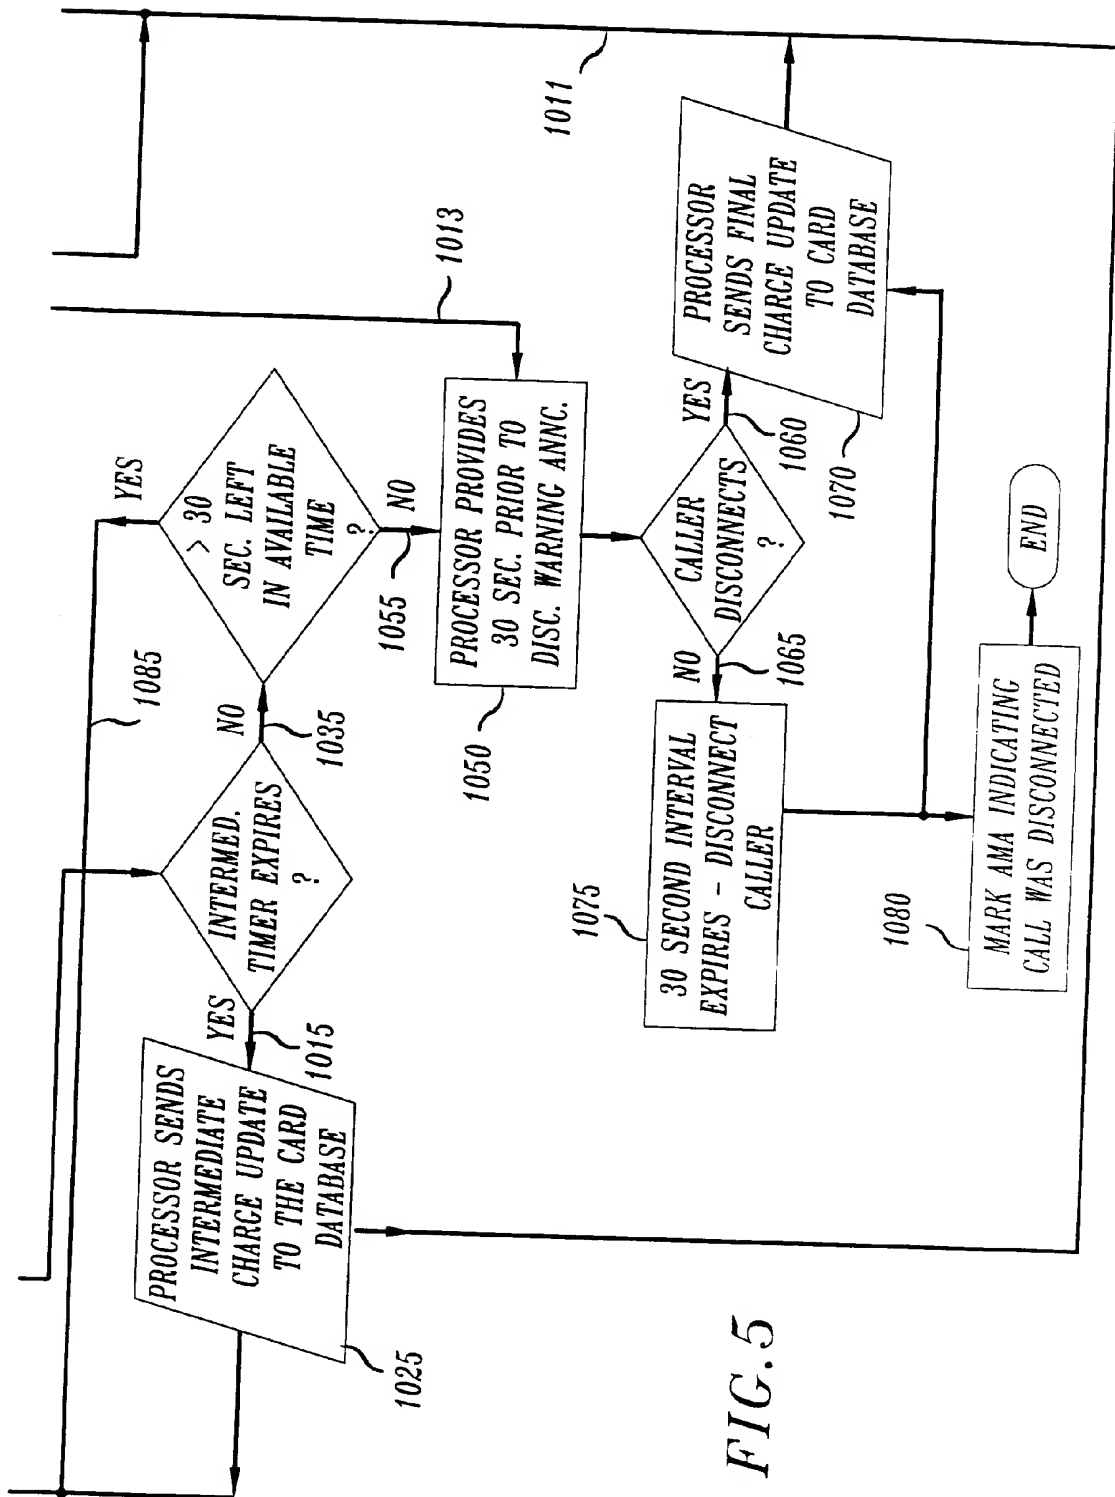 PROCESSOR SENDS
INTERMEDIATE
CHARGE UPDATE
TO THE CARD
DATABASE
1025
YES
1015
INTERMED.
TIMER EXPIRES
?
NO
1035
1085
> 30
SEC. LEFT
IN AVAILABLE
TIME
?
YES
NO
1055
1013
PROCESSOR PROVIDES
30 SEC. PRIOR TO
DISC. WARNING ANNC.
1050
CALLER
DISCONNECTS
?
YES
1060
NO
1065
PROCESSOR
SENDS FINAL
CHARGE UPDATE
TO CARD
DATABASE
1070
1011
30 SECOND INTERVAL
EXPIRES - DISCONNECT
CALLER
1075
MARK AMA INDICATING
CALL WAS DISCONNECTED
1080
END
FIG.5